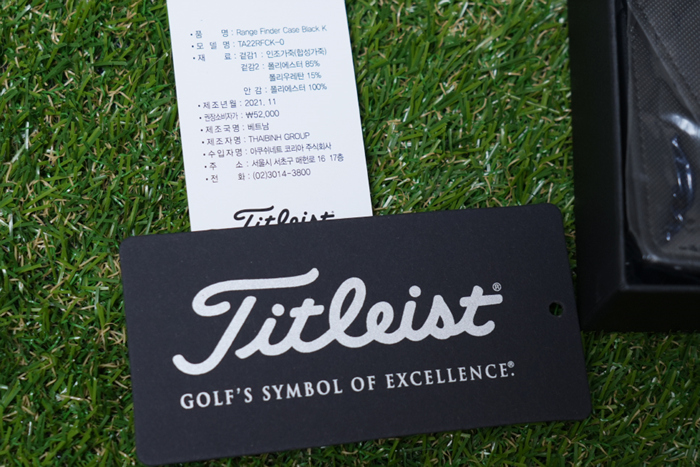 • 품 명 : Range Finder Case Black K
• 모 델 명 : TA22RFCK-0
• 재 료 : 겉감1 : 인조가죽(합성가죽)
겉감2 : 폴리에스터 85%
폴리우레탄 15%
안 감 : 폴리에스터 100%
• 제조년월 : 2021. 11
• 권장소비자가 : ₩52,000
• 제조국명 : 베트남
• 제조자명 : THAIBINH GROUP
• 수입자명 : 아쿠쉬네트 코리아 주식회사
• 주 소 : 서울시 서초구 매헌로 16 17층
• 전 화 : (02)3014-3800
Titleist
Titleist®
GOLF'S SYMBOL OF EXCELLENCE.®